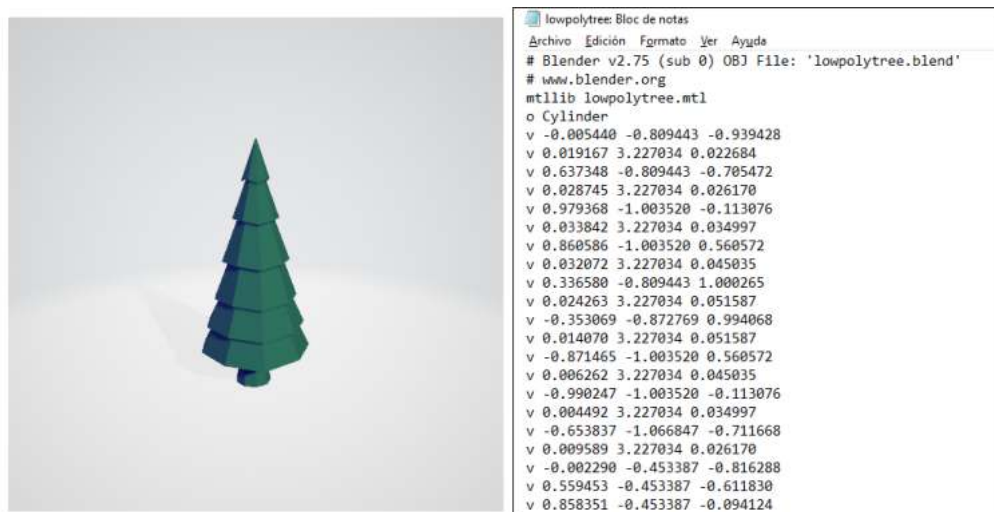 lowpolytree: Bloc de notas
Archivo Edición Formato Ver Ayuda
# Blender v2.75 (sub 0) OBJ File: 'lowpolytree.blend'
# www.blender.org
mtllib lowpolytree.mtl
o Cylinder
v -0.005440 -0.809443 -0.939428
v 0.019167 3.227034 0.022684
v 0.637348 -0.809443 -0.705472
v 0.028745 3.227034 0.026170
v 0.979368 -1.003520 -0.113076
v 0.033842 3.227034 0.034997
v 0.860586 -1.003520 0.560572
v 0.032072 3.227034 0.045035
v 0.336580 -0.809443 1.000265
v 0.024263 3.227034 0.051587
v -0.353069 -0.872769 0.994068
v 0.014070 3.227034 0.051587
v -0.871465 -1.003520 0.560572
v 0.006262 3.227034 0.045035
v -0.990247 -1.003520 -0.113076
v 0.004492 3.227034 0.034997
v -0.653837 -1.066847 -0.711668
v 0.009589 3.227034 0.026170
v -0.002290 -0.453387 -0.816288
v 0.559453 -0.453387 -0.611830
v 0.858351 -0.453387 -0.094124